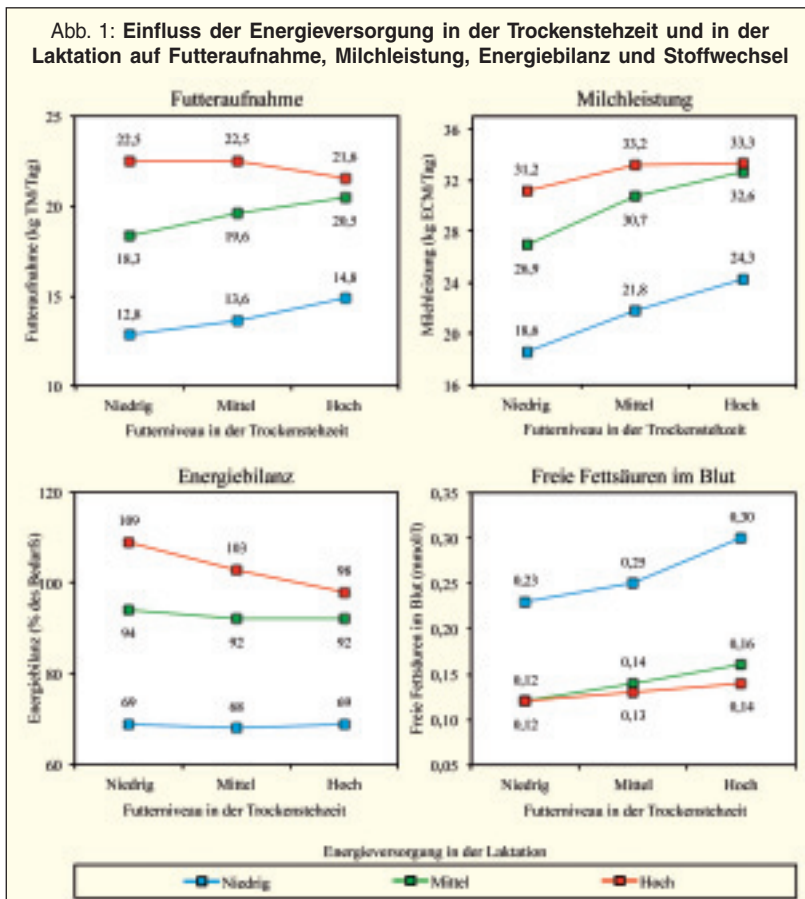 Abb. 1: Einfluss der Energieversorgung in der Trockenstehzeit und in der
Laktation auf Futteraufnahme, Milchleistung, Energiebilanz und Stoffwechsel
Futteraufnahme
Futteraufnahme (kg TM/Tag)
25
20
15
10
22,5
22,5
21,6
18,3
19,6
20,5
12,8
13,6
14,8
Niedrig
Mittel
Hoch
Futterniveau in der Trockenstehzeit
Milchleistung
Milchleistung (kg ECM/Tag)
36
32
28
24
20
16
31,2
33,2
33,3
26,9
30,7
32,6
18,6
21,8
24,3
Niedrig
Mittel
Hoch
Futterniveau in der Trockenstehzeit
Energiebilanz
Energiebilanz (% des Bedarfs)
120
100
80
60
109
103
98
94
92
92
69
68
69
Niedrig
Mittel
Hoch
Futterniveau in der Trockenstehzeit
Freie Fettsäuren im Blut
Freie Fettsäuren im Blut (mmol/l)
0,35
0,30
0,25
0,20
0,15
0,10
0,05
0,23
0,25
0,30
0,12
0,14
0,16
0,12
0,13
0,14
Niedrig
Mittel
Hoch
Futterniveau in der Trockenstehzeit
Energieversorgung in der Laktation
Niedrig
Mittel
Hoch